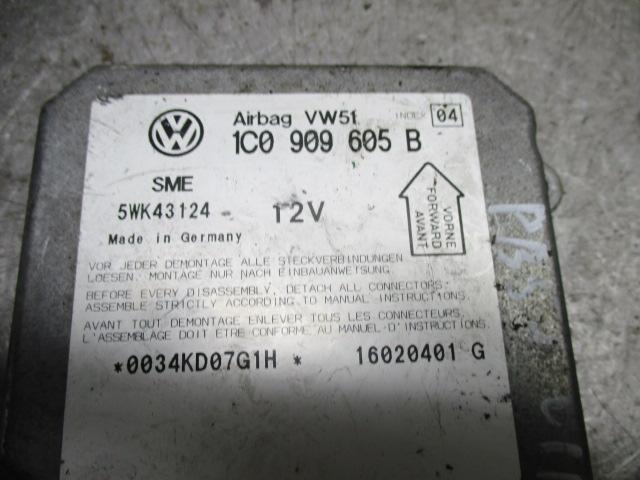 Airbag VW51 INDEX 04
1C0 909 605 B
SME
5WK43124 12V
Made in Germany
VORNE
FORWARD
AVANT
VOR JEDER DEMONTAGE ALLE STECKVERBINDUNGEN
LOESEN. MONTAGE NUR NACH EINBAUANWEISUNG.
BEFORE EVERY DISASSEMBLY, DETACH ALL CONNECTORS.
ASSEMBLE STRICTLY ACCORDING TO MANUAL INSTRUCTIONS.
AVANT TOUT DEMONTAGE ENLEVER TOUS LES CONNECTEURS.
L'ASSEMBLAGE DOIT ETRE CONFORME AU MANUEL-D'INSTRUCTIONS.
*0034KD07G1H * 16020401 G